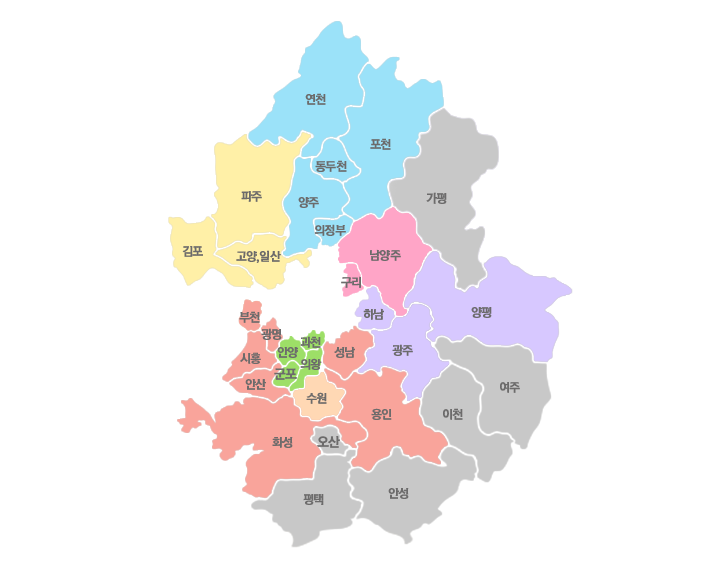 연천
포천
동두천
파주
양주
가평
의정부
김포
고양,일산
남양주
구리
하남
양평
부천
광명
과천
안양
성남
광주
시흥
의왕
군포
안산
여주
수원
용인
이천
화성
오산
안성
평택